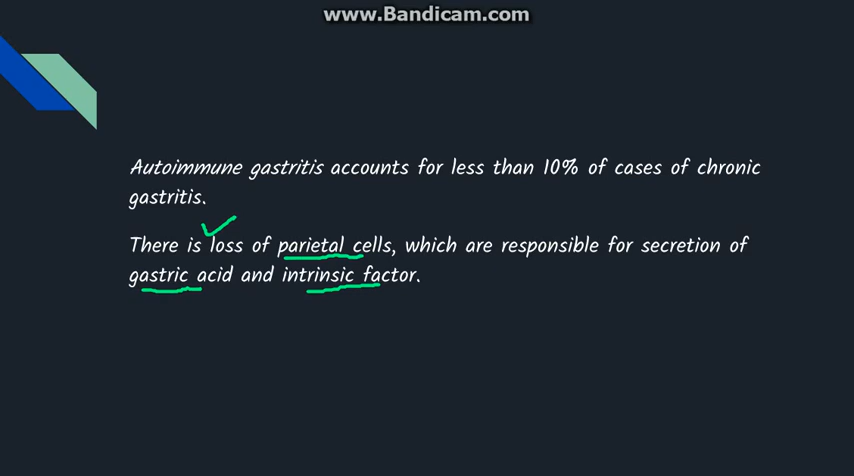 www.Bandicam.com
Autoimmune gastritis accounts for less than 10% of cases of chronic
gastritis.
There is loss of parietal cells, which are responsible for secretion of
gastric acid and intrinsic factor.